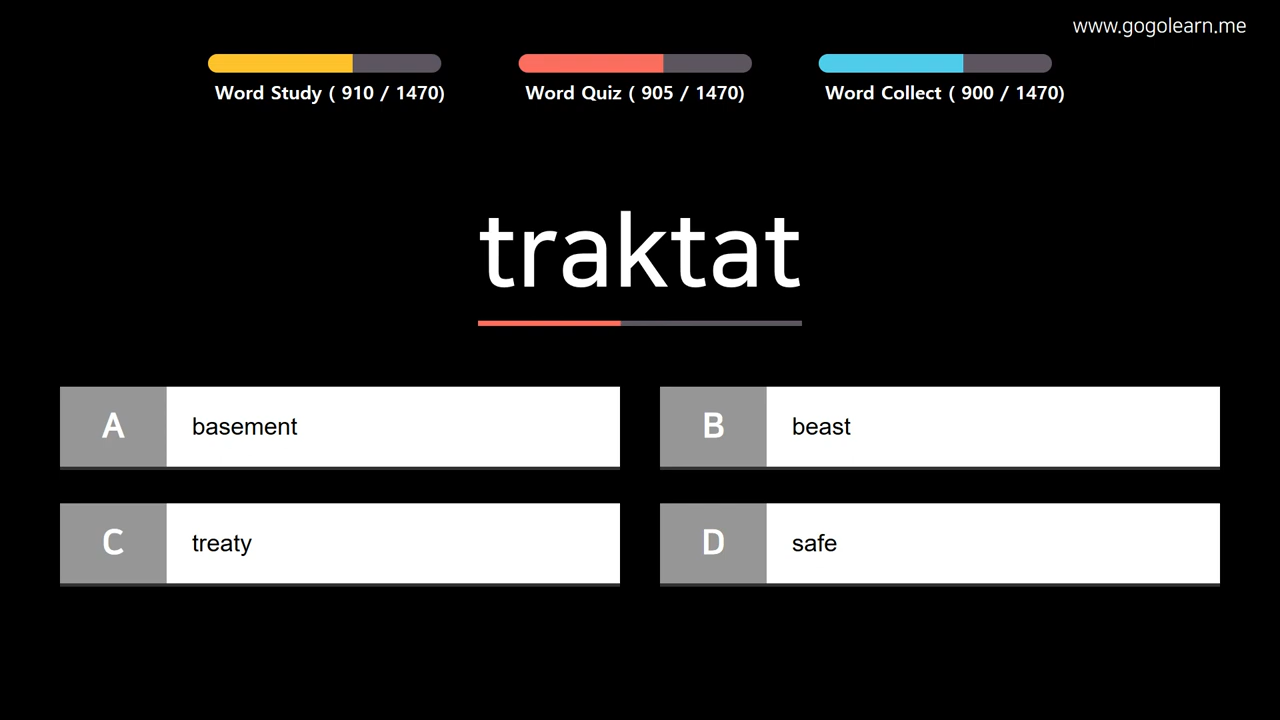 www.gogolearn.me
Word Study ( 910 / 1470)
Word Quiz ( 905 / 1470)
Word Collect ( 900 / 1470)
traktat
A basement
B beast
C treaty
D safe